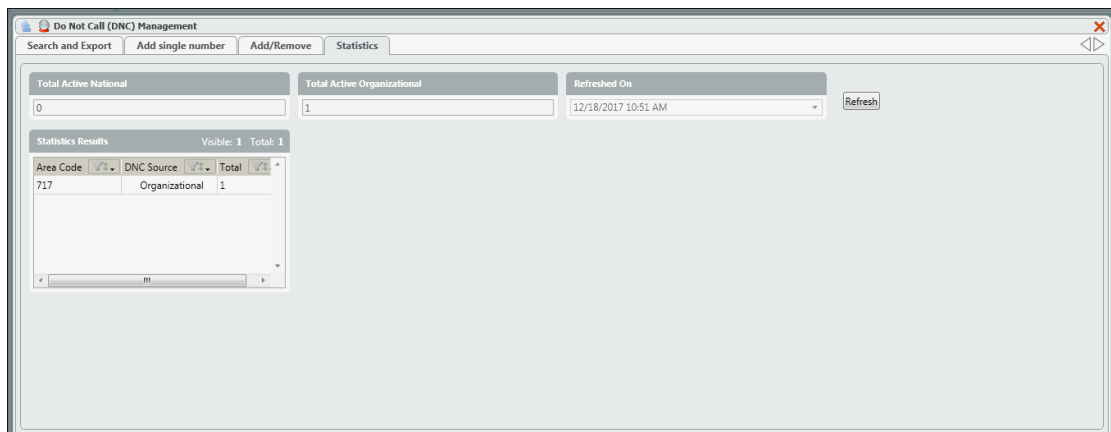 Do Not Call (DNC) Management
Search and Export Add single number Add/Remove Statistics
Total Active National Total Active Organizational Refreshed On
0 1 12/18/2017 10:51 AM Refresh
Statistics Results Visible: 1 Total: 1
Area Code DNC Source Total
717 Organizational 1